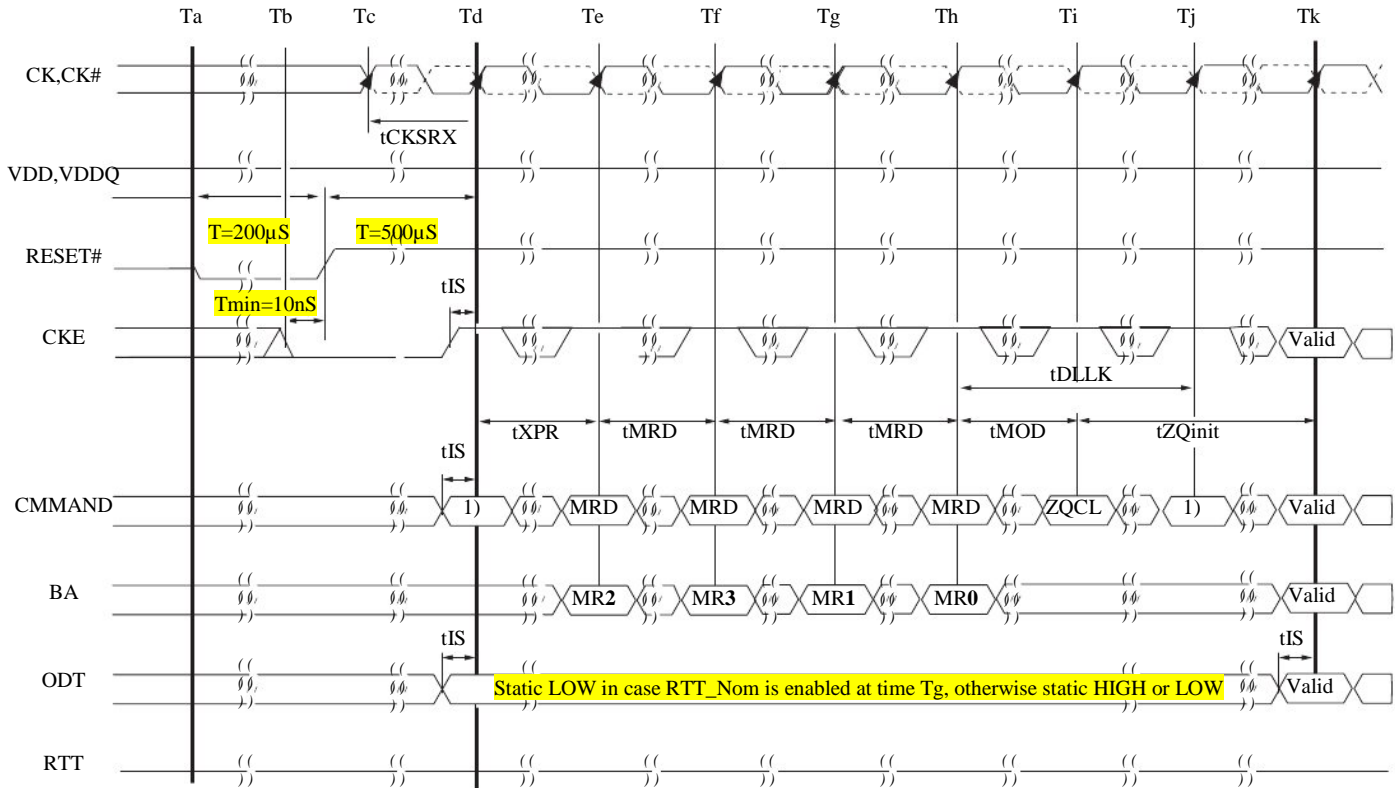 Ta Tb Tc Td Te Tf Tg Th Ti Tj Tk
CK,CK#
tCKSRX
VDD,VDDQ
T=200µS T=500µS
RESET#
Tmin=10nS tIS
CKE Valid
tDLLK
tXPR tMRD tMRD tMRD tMOD tZQinit
tIS
CMMAND 1) MRD MRD MRD MRD ZQCL 1) Valid
BA MR2 MR3 MR1 MR0 Valid
tIS tIS
ODT Static LOW in case RTT_Nom is enabled at time Tg, otherwise static HIGH or LOW Valid
RTT